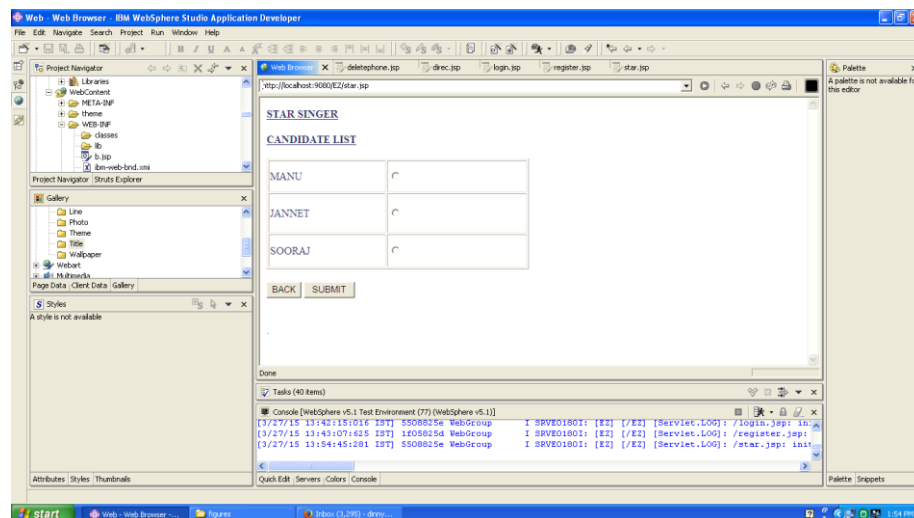 Web - Web Browser - IBM WebSphere Studio Application Developer
File Edit Navigate Search Project Run Window Help
Project Navigator
Libraries
WebContent
META-INF
theme
WEB-INF
classes
lib
b.jsp
ibm-web-bnd.xmi
Project Navigator Struts Explorer
Gallery
Line
Photo
Theme
Title
Wallpaper
Webart
Multimedia
Page Data Client Data Gallery
Styles
A style is not available
Attributes Styles Thumbnails
Web Browser deletephone.jsp direc.jsp login.jsp register.jsp star.jsp
http://localhost:9080/EZ/star.jsp
STAR SINGER
CANDIDATE LIST
MANU
JANNET
SOORAJ
BACK SUBMIT
.
Done
Tasks (40 items)
Console [WebSphere v5.1 Test Environment (77) (WebSphere v5.1)]
[3/27/15 13:42:15:016 IST] 5508825e WebGroup I SRVE0180I: [EZ] [/EZ] [Servlet.LOG]: /login.jsp: in
[3/27/15 13:43:07:625 IST] 1f05825d WebGroup I SRVE0180I: [EZ] [/EZ] [Servlet.LOG]: /register.jsp:
[3/27/15 13:54:45:281 IST] 5508825e WebGroup I SRVE0180I: [EZ] [/EZ] [Servlet.LOG]: /star.jsp: init
Quick Edit Servers Colors Console
Palette
A palette is not available
this editor
Palette Snippets
start Web - Web Browser -... figures Inbox (3,295) - dinny... 1:54 PM